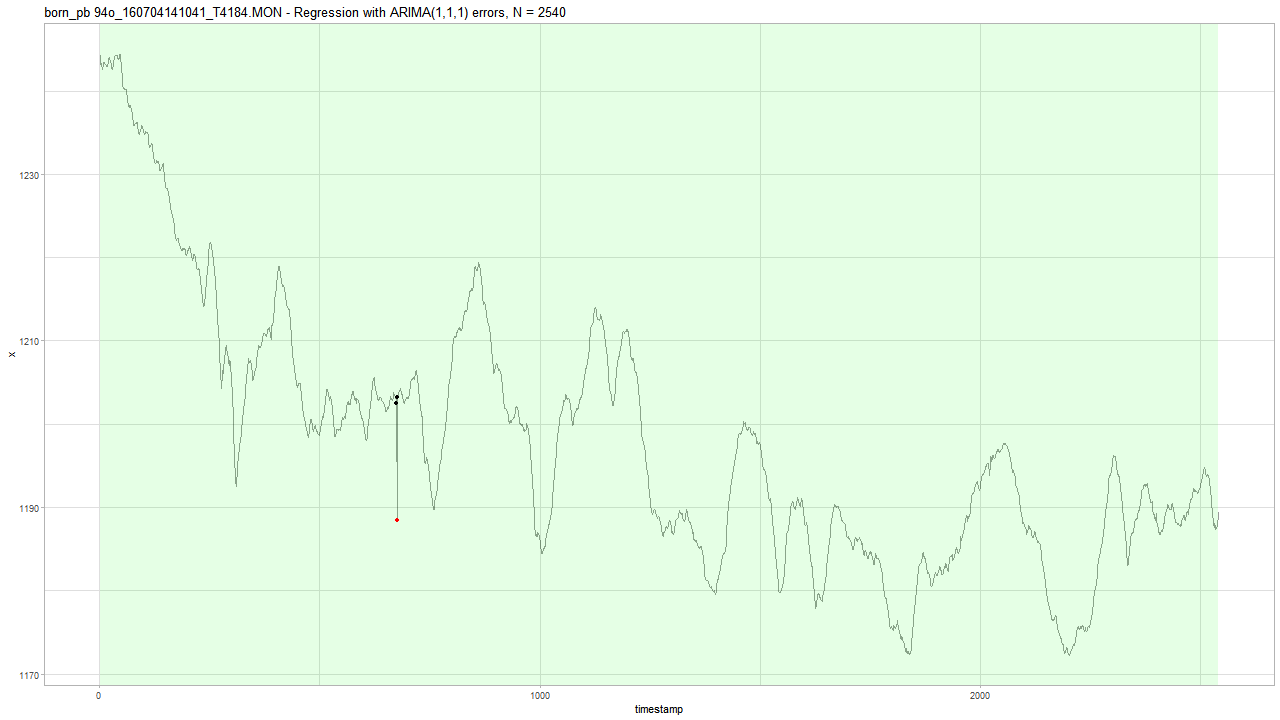 born_pb 94o_160704141041_T4184.MON - Regression with ARIMA(1,1,1) errors, N = 2540
1230
1210
x
1190
1170
0
1000
2000
timestamp